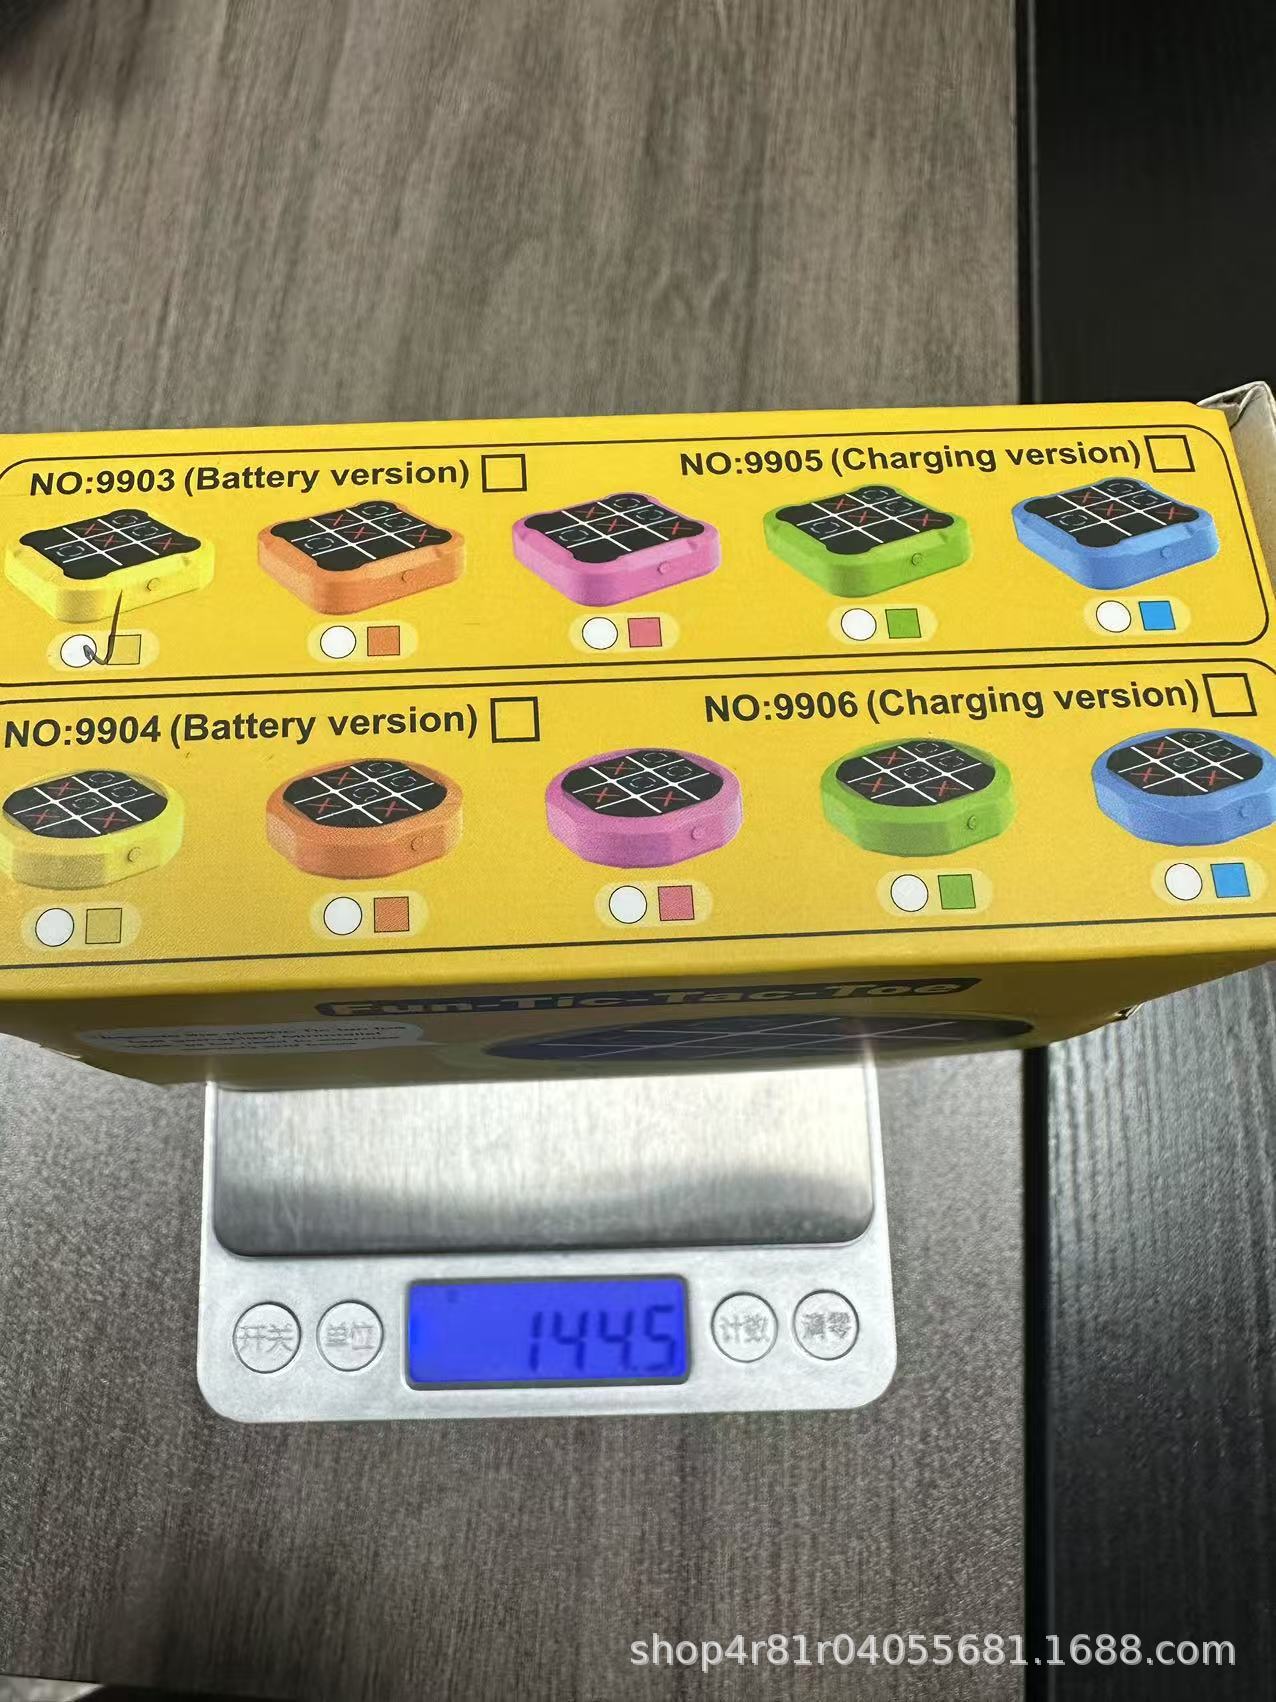 NO:9903 (Battery version)
NO:9905 (Charging version)
NO:9904 (Battery version)
NO:9906 (Charging version)
Fun-Tic-Tac-Toe
开关
单位
144.5
计数
清零
shop4r81r04055681.1688.com